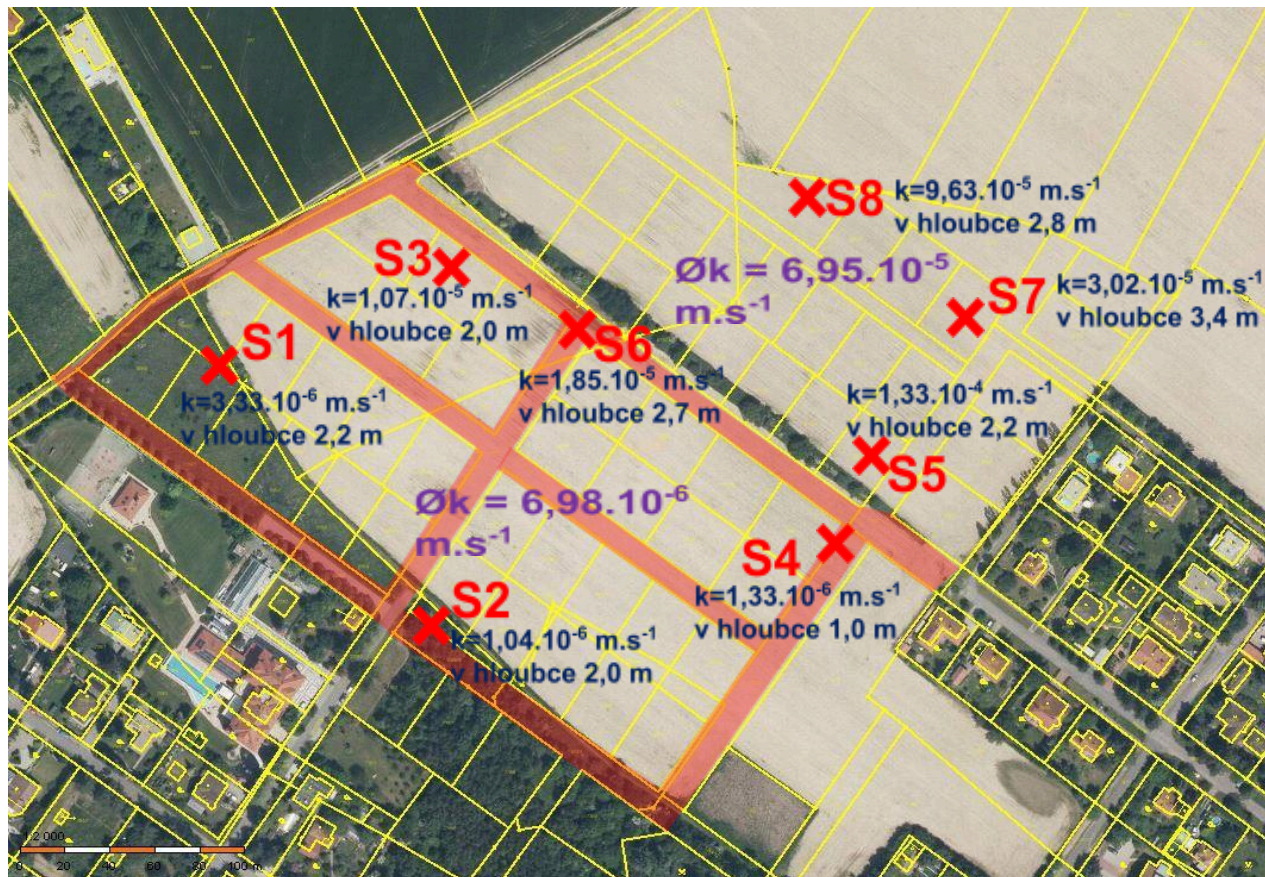 S8
k=9,63.10⁻⁵ m.s⁻¹
v hloubce 2,8 m
S3
k=1,07.10⁻⁵ m.s⁻¹
v hloubce 2,0 m
Øk = 6,95.10⁻⁵
m.s⁻¹
S7
k=3,02.10⁻⁵ m.s⁻¹
v hloubce 3,4 m
S1
k=3,33.10⁻⁶ m.s⁻¹
v hloubce 2,2 m
S6
k=1,85.10⁻⁵ m.s⁻¹
v hloubce 2,7 m
k=1,33.10⁻⁴ m.s⁻¹
v hloubce 2,2 m
S5
Øk = 6,98.10⁻⁶
m.s⁻¹
S4
k=1,33.10⁻⁶ m.s⁻¹
v hloubce 1,0 m
S2
k=1,04.10⁻⁶ m.s⁻¹
v hloubce 2,0 m
1:2 000
0 20 40 60 80 100 m